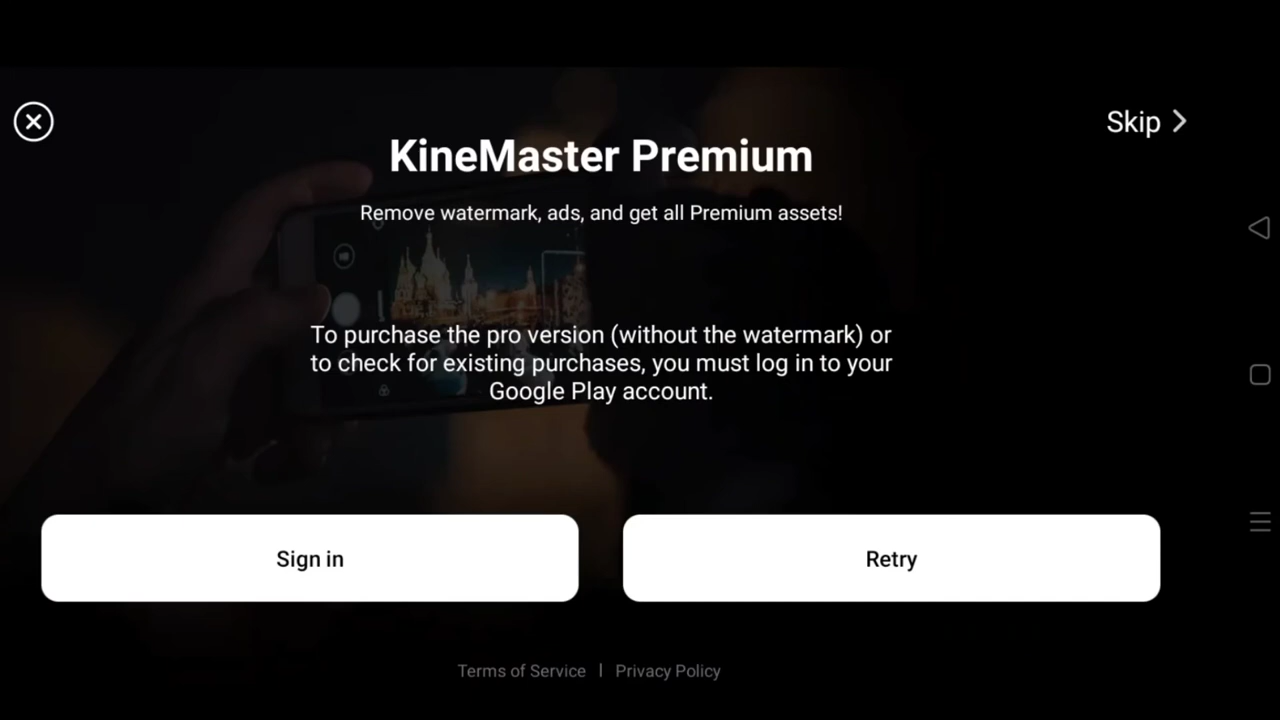 Skip
KineMaster Premium
Remove watermark, ads, and get all Premium assets!
To purchase the pro version (without the watermark) or
to check for existing purchases, you must log in to your
Google Play account.
Sign in
Retry
Terms of Service | Privacy Policy